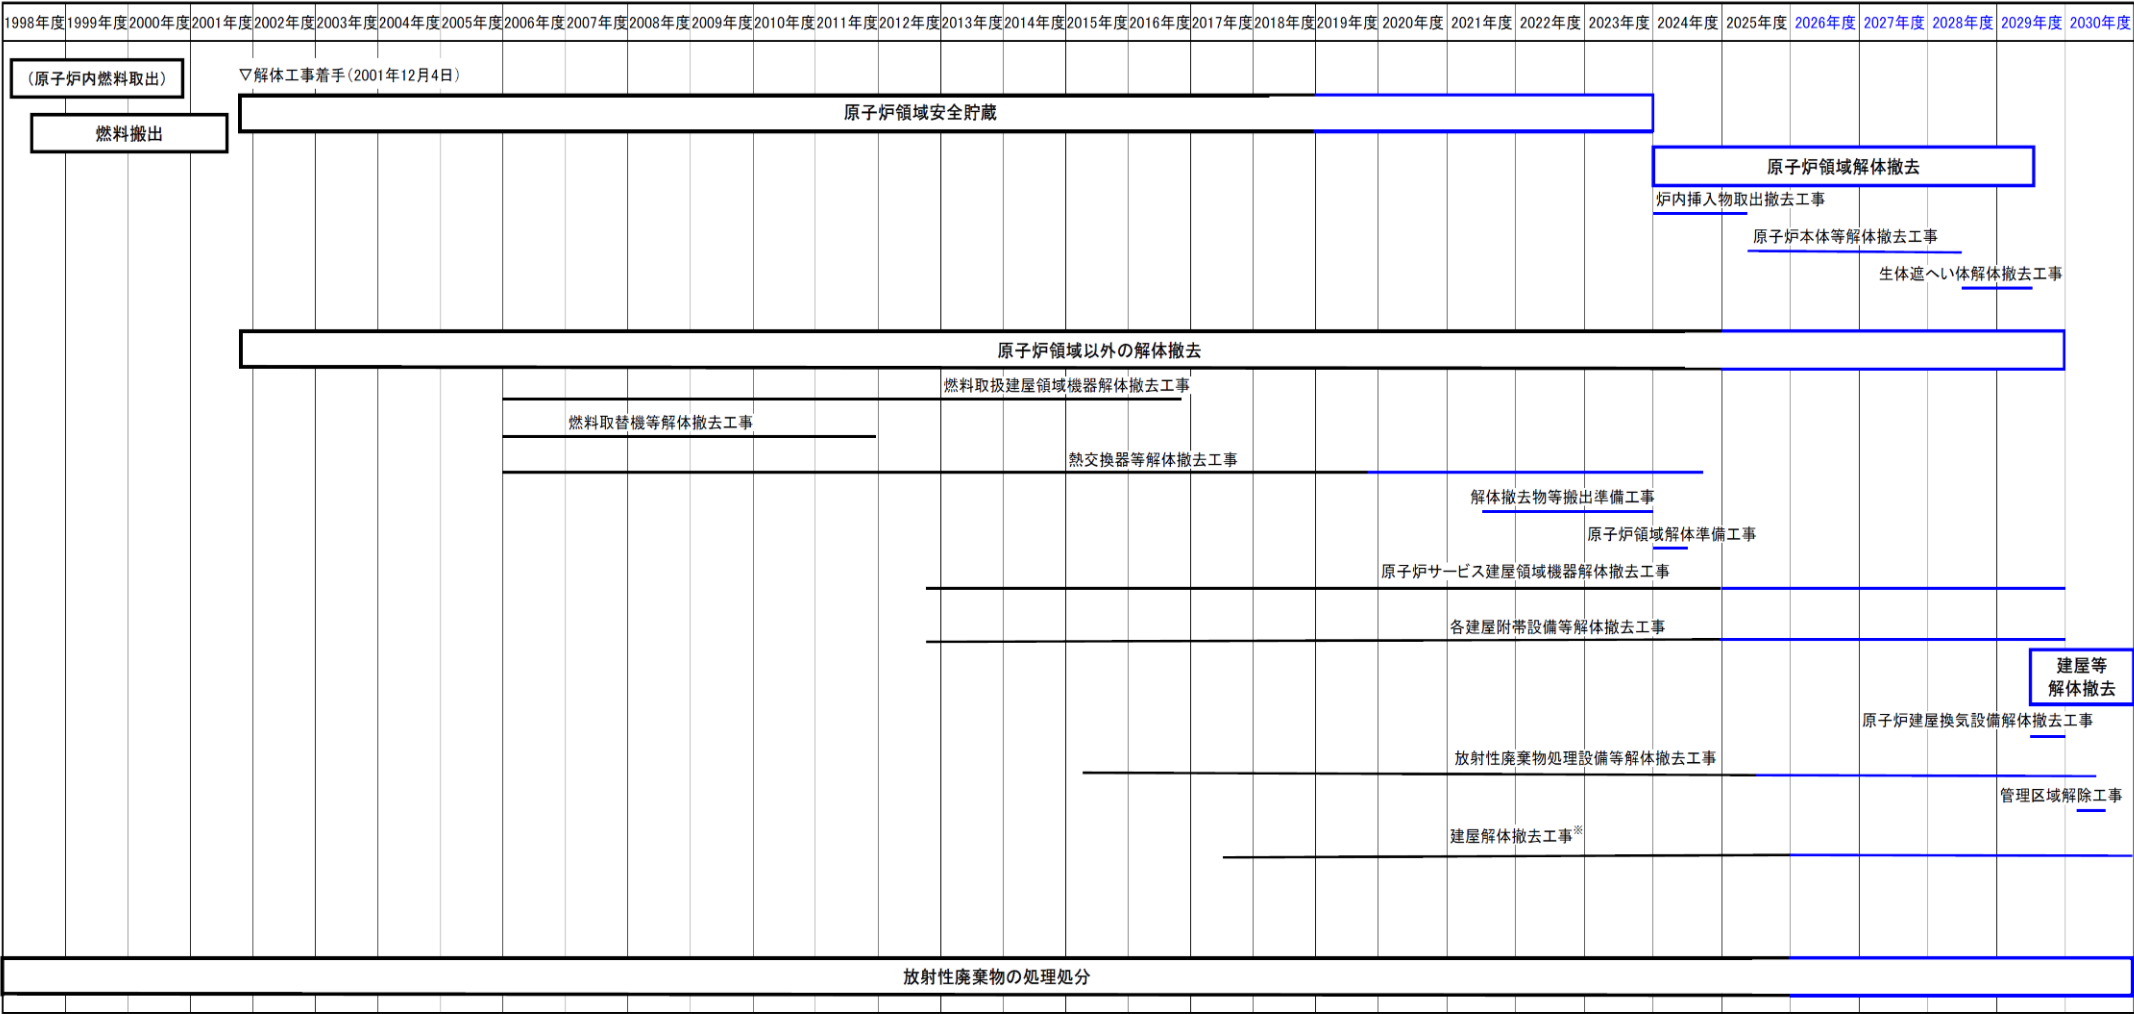 1998年度 1999年度 2000年度 2001年度 2002年度 2003年度 2004年度 2005年度 2006年度 2007年度 2008年度 2009年度 2010年度 2011年度 2012年度 2013年度 2014年度 2015年度 2016年度 2017年度 2018年度 2019年度 2020年度 2021年度 2022年度 2023年度 2024年度 2025年度 2026年度 2027年度 2028年度 2029年度 2030年度
（原子炉内燃料取出）
▽解体工事着手（2001年12月4日）
原子炉領域安全貯蔵
燃料搬出
原子炉領域解体撤去
炉内挿入物取出撤去工事
原子炉本体等解体撤去工事
生体遮へい体解体撤去工事
原子炉領域以外の解体撤去
燃料取扱建屋領域機器解体撤去工事
燃料取替機等解体撤去工事
熱交換器等解体撤去工事
解体撤去物等搬出準備工事
原子炉領域解体準備工事
原子炉サービス建屋領域機器解体撤去工事
各建屋附帯設備等解体撤去工事
建屋等
解体撤去
原子炉建屋換気設備解体撤去工事
放射性廃棄物処理設備等解体撤去工事
管理区域解除工事
建屋解体撤去工事※
放射性廃棄物の処理処分